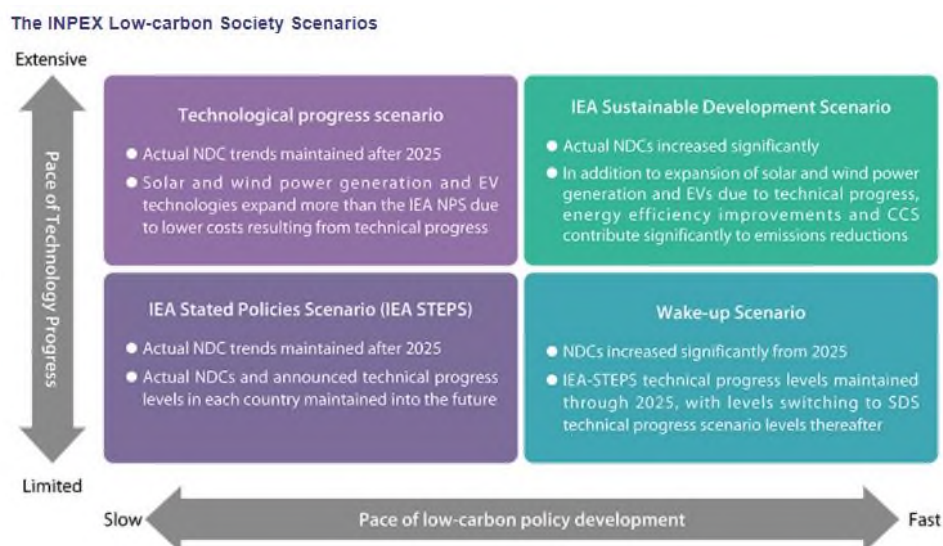 The INPEX Low-carbon Society Scenarios
Extensive
Pace of Technology Progress
Limited
Technological progress scenario
● Actual NDC trends maintained after 2025
● Solar and wind power generation and EV
technologies expand more than the IEA NPS due
to lower costs resulting from technical progress
IEA Sustainable Development Scenario
● Actual NDCs increased significantly
● In addition to expansion of solar and wind power
generation and EVs due to technical progress,
energy efficiency improvements and CCS
contribute significantly to emissions reductions
IEA Stated Policies Scenario (IEA STEPS)
● Actual NDC trends maintained after 2025
● Actual NDCs and announced technical progress
levels in each country maintained into the future
Wake-up Scenario
● NDCs increased significantly from 2025
● IEA-STEPS technical progress levels maintained
through 2025, with levels switching to SDS
technical progress scenario levels thereafter
Slow
Pace of low-carbon policy development
Fast